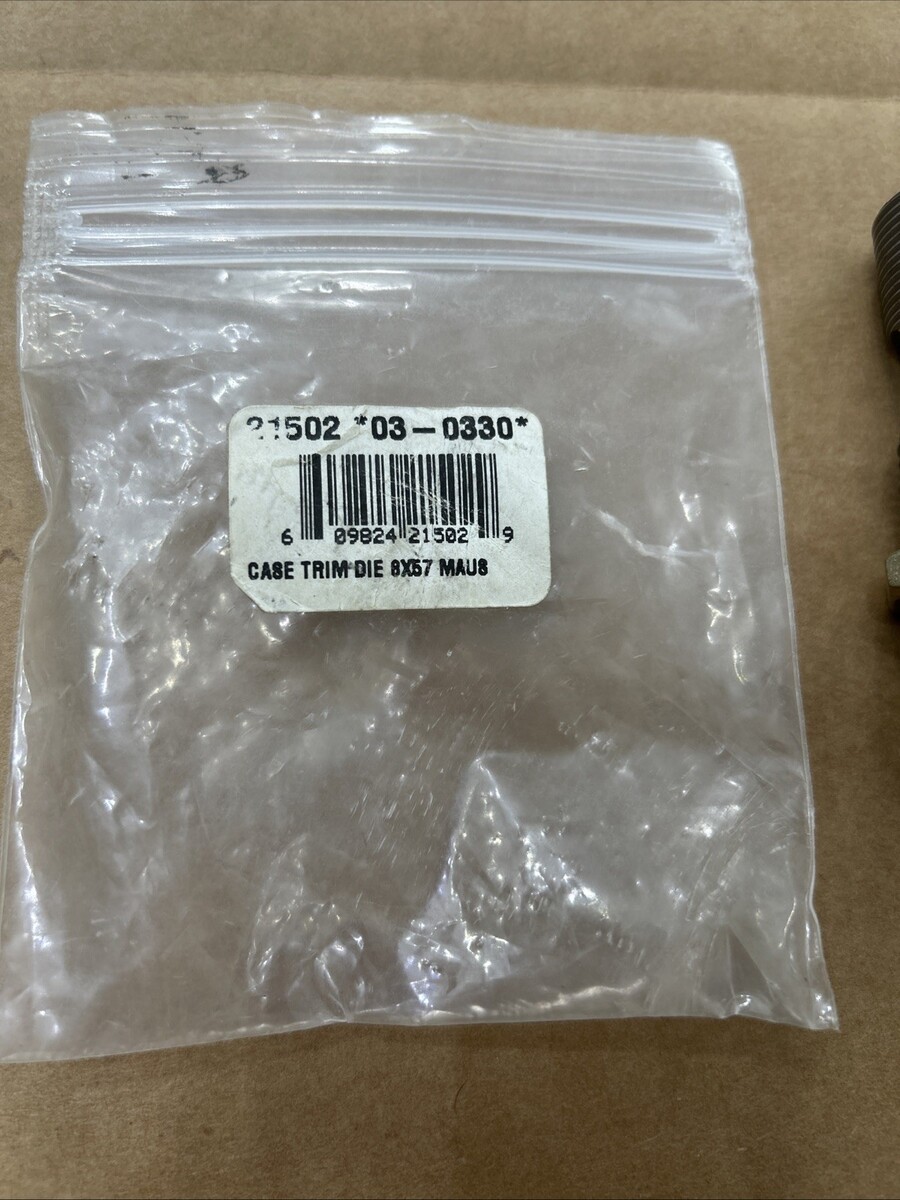 21502 *03-0330*
6 09824 21502 9
CASE TRIM DIE 8X57 MAUS